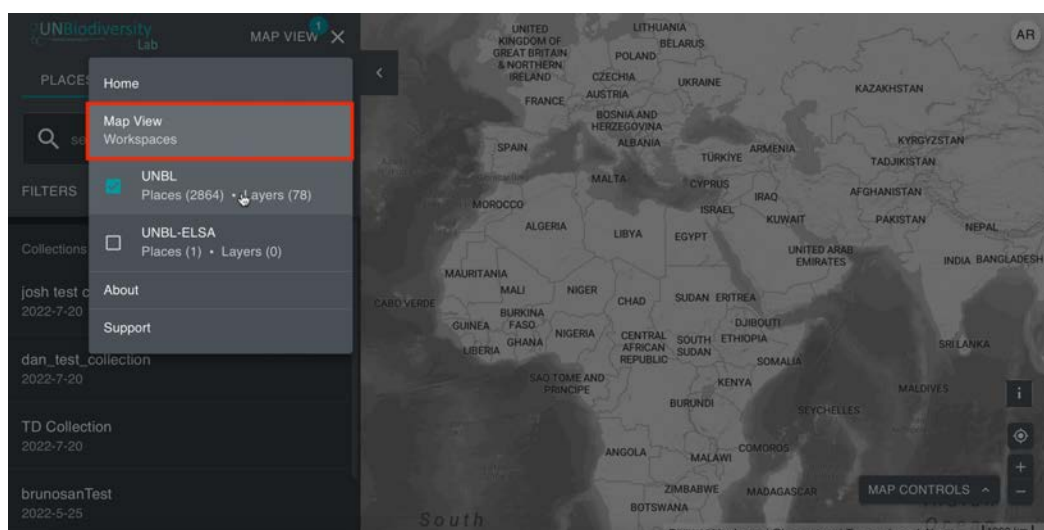 UNBiodiversity
Lab
MAP VIEW
1
AR
PLACES
Home
Map View
Workspaces
UNBL
Places (2864) • Layers (78)
UNBL-ELSA
Places (1) • Layers (0)
About
Support
FILTERS
Collections
josh test c
2022-7-20
dan_test_collection
2022-7-20
TD Collection
2022-7-20
brunosanTest
2022-5-25
UNITED
KINGDOM OF
GREAT BRITAIN
& NORTHERN
IRELAND
LITHUANIA
BELARUS
POLAND
CZECHIA
UKRAINE
KAZAKHSTAN
AUSTRIA
FRANCE
BOSNIA AND
HERZEGOVINA
SPAIN
ALBANIA
ARMENIA
KYRGYZSTAN
TÜRKİYE
TADJIKISTAN
MALTA
CYPRUS
IRAQ
AFGHANISTAN
MOROCCO
ISRAEL
KUWAIT
PAKISTAN
NEPAL
ALGERIA
LIBYA
EGYPT
UNITED ARAB
EMIRATES
INDIA
BANGLADESH
MAURITANIA
MALI
NIGER
CHAD
SUDAN
ERITREA
CABO VERDE
BURKINA
FASO
DJIBOUTI
GUINEA
GHANA
NIGERIA
CENTRAL
AFRICAN
REPUBLIC
SOUTH
SUDAN
ETHIOPIA
SRI LANKA
LIBERIA
SOMALIA
SAO TOME AND
PRINCIPE
KENYA
MALDIVES
BURUNDI
SEYCHELLES
ANGOLA
MALAWI
COMOROS
ZIMBABWE
MADAGASCAR
MAP CONTROLS
BOTSWANA
South